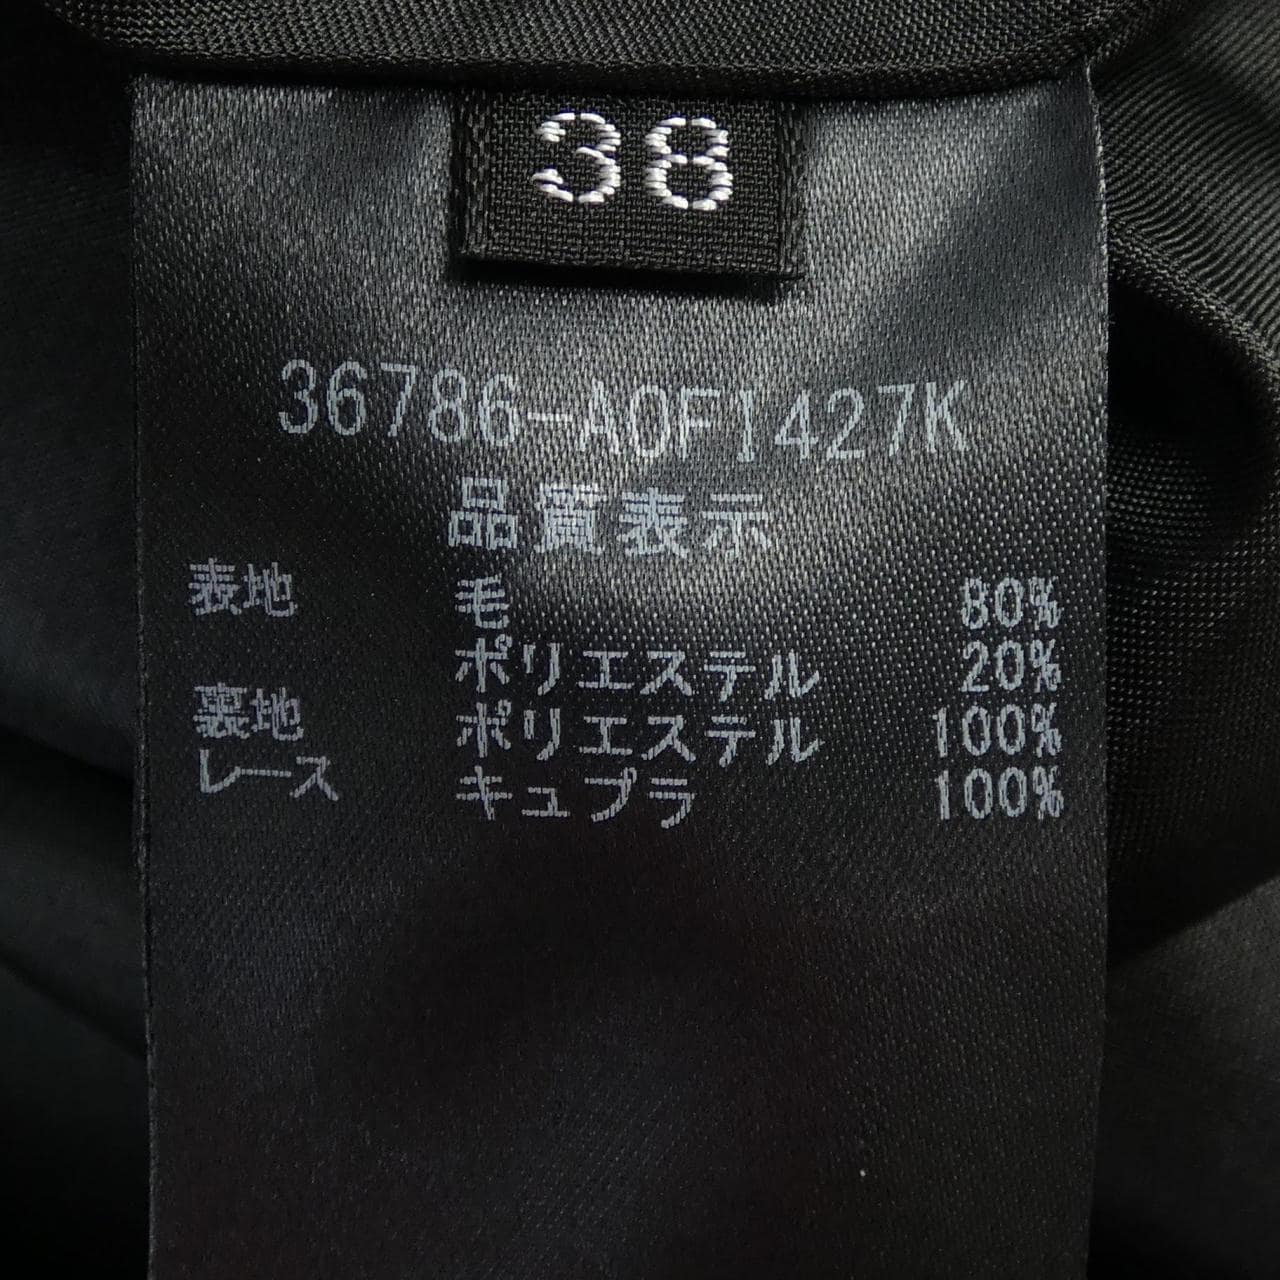 38
36786-A0FI427K
品質表示
表地 毛 80%
ポリエステル 20%
裏地 ポリエステル 100%
レース キュプラ 100%